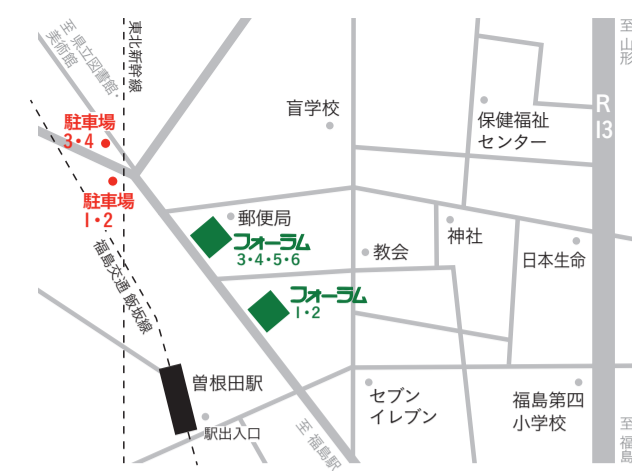 至 県立図書館・
美術館
東北新幹線
至 山形
R
13
駐車場
3・4
盲学校
保健福祉
センター
駐車場
1・2
郵便局
フォーラム
3・4・5・6
神社
教会
日本生命
福島交通 飯坂線
フォーラム
1・2
曽根田駅
セブン
イレブン
福島第四
小学校
駅出入口
至 福島駅
至 福島